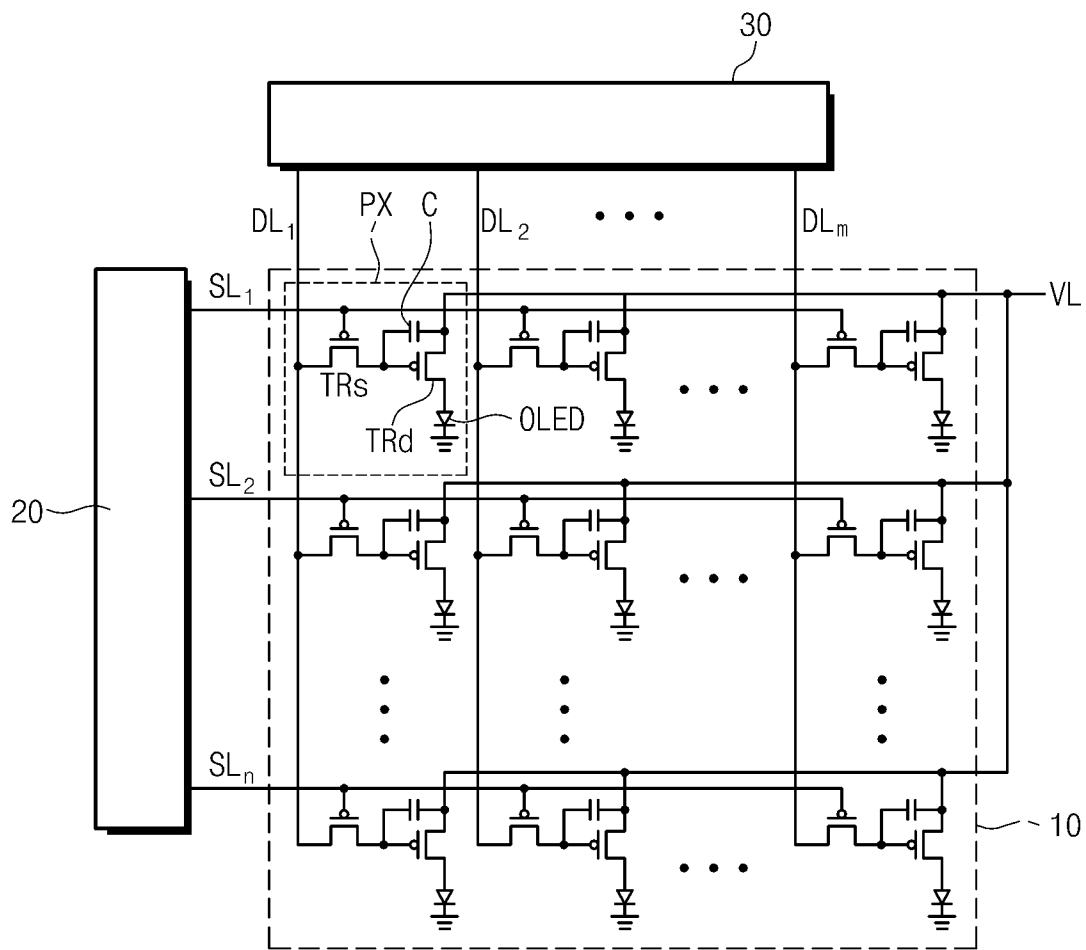 30
PX C
DL₁ DL₂ DLₘ
SL₁ VL
TRs
TRd OLED
SL₂
20
SLₙ
10